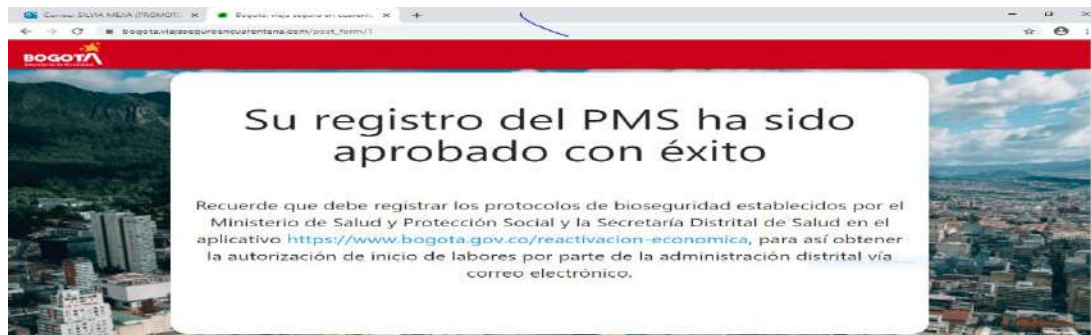 Correo: SILVIA MEJIA (PROMOT
Bogotá: viaje seguro en cuarent
bogota.viajaseguroencuarentena.com/post_form/1
BOGOTÁ
Su registro del PMS ha sido
aprobado con éxito
Recuerde que debe registrar los protocolos de bioseguridad establecidos por el
Ministerio de Salud y Protección Social y la Secretaría Distrital de Salud en el
aplicativo https://www.bogota.gov.co/reactivacion-economica, para así obtener
la autorización de inicio de labores por parte de la administración distrital vía
correo electrónico.